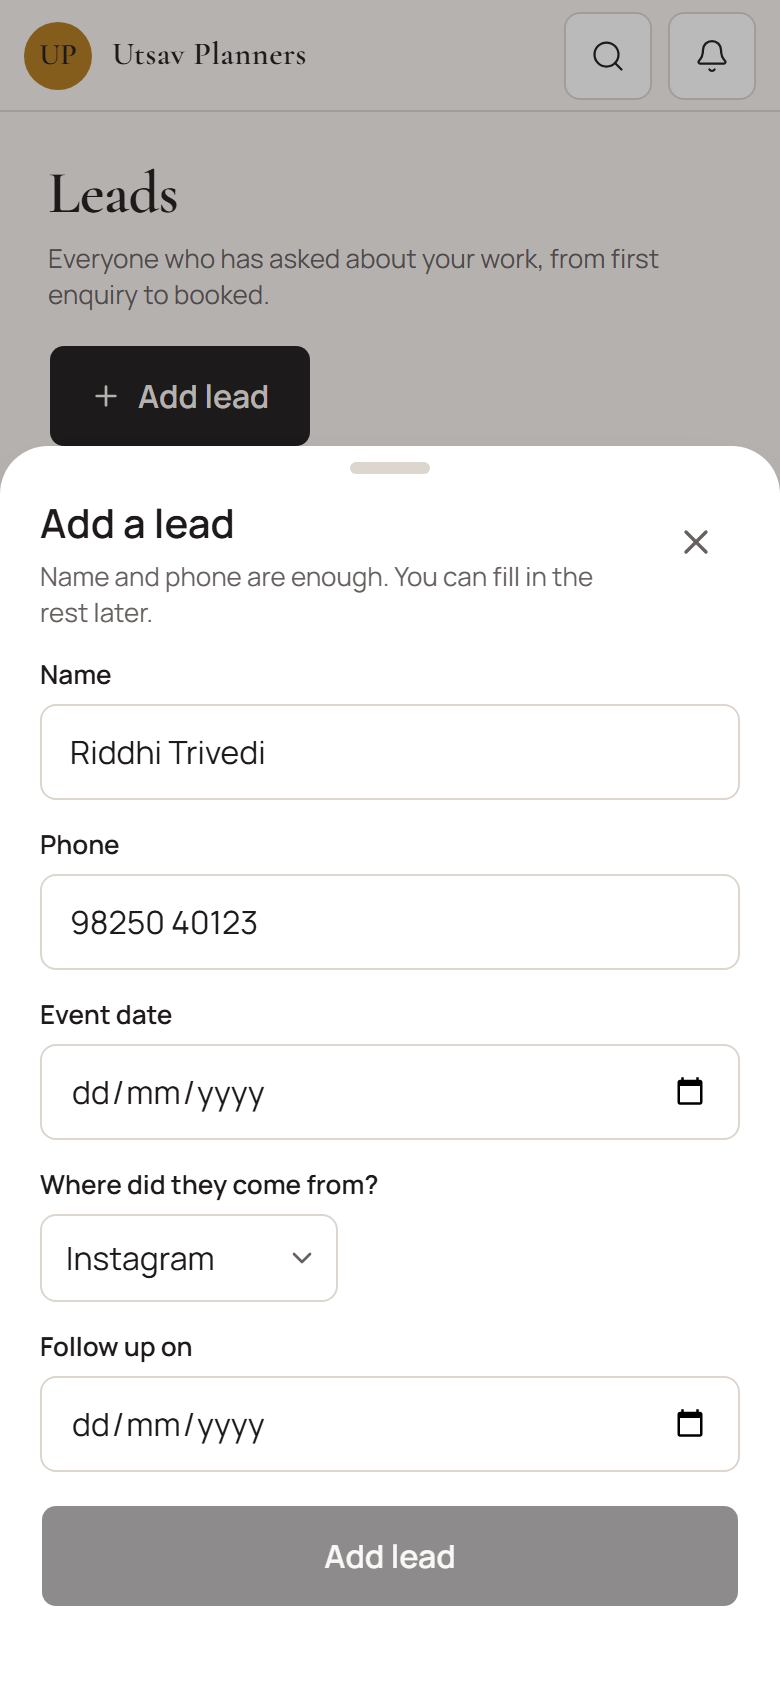 UP Utsav Planners
Leads
Everyone who has asked about your work, from first
enquiry to booked.
+ Add lead
Add a lead
Name and phone are enough. You can fill in the
rest later.
Name
Riddhi Trivedi
Phone
98250 40123
Event date
dd/mm/yyyy
Where did they come from?
Instagram
Follow up on
dd/mm/yyyy
Add lead